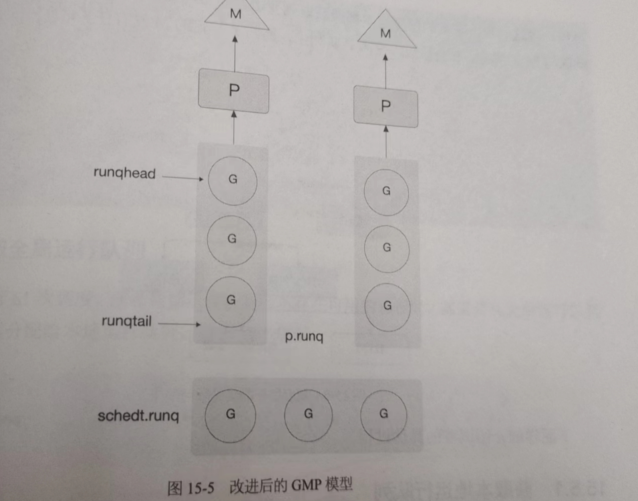 M
M
P
P
runqhead
G
G
G
G
G
G
runqtail
p.runq
schedt.runq
G
G
G
图 15-5 改进后的 GMP 模型